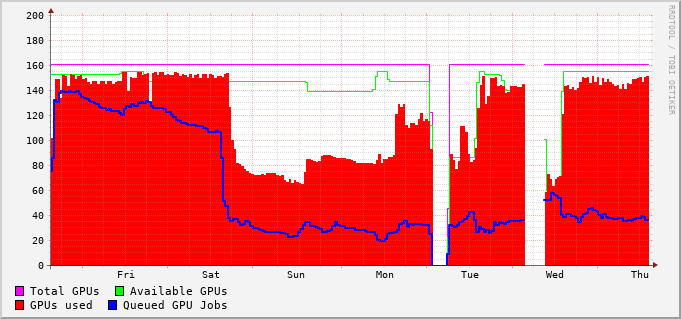 200
180
160
140
120
100
80
60
40
20
0
Fri Sat Sun Mon Tue Wed Thu
Total GPUs Available GPUs
GPUs used Queued GPU Jobs
RRDTOOL / TOBI OETIKER